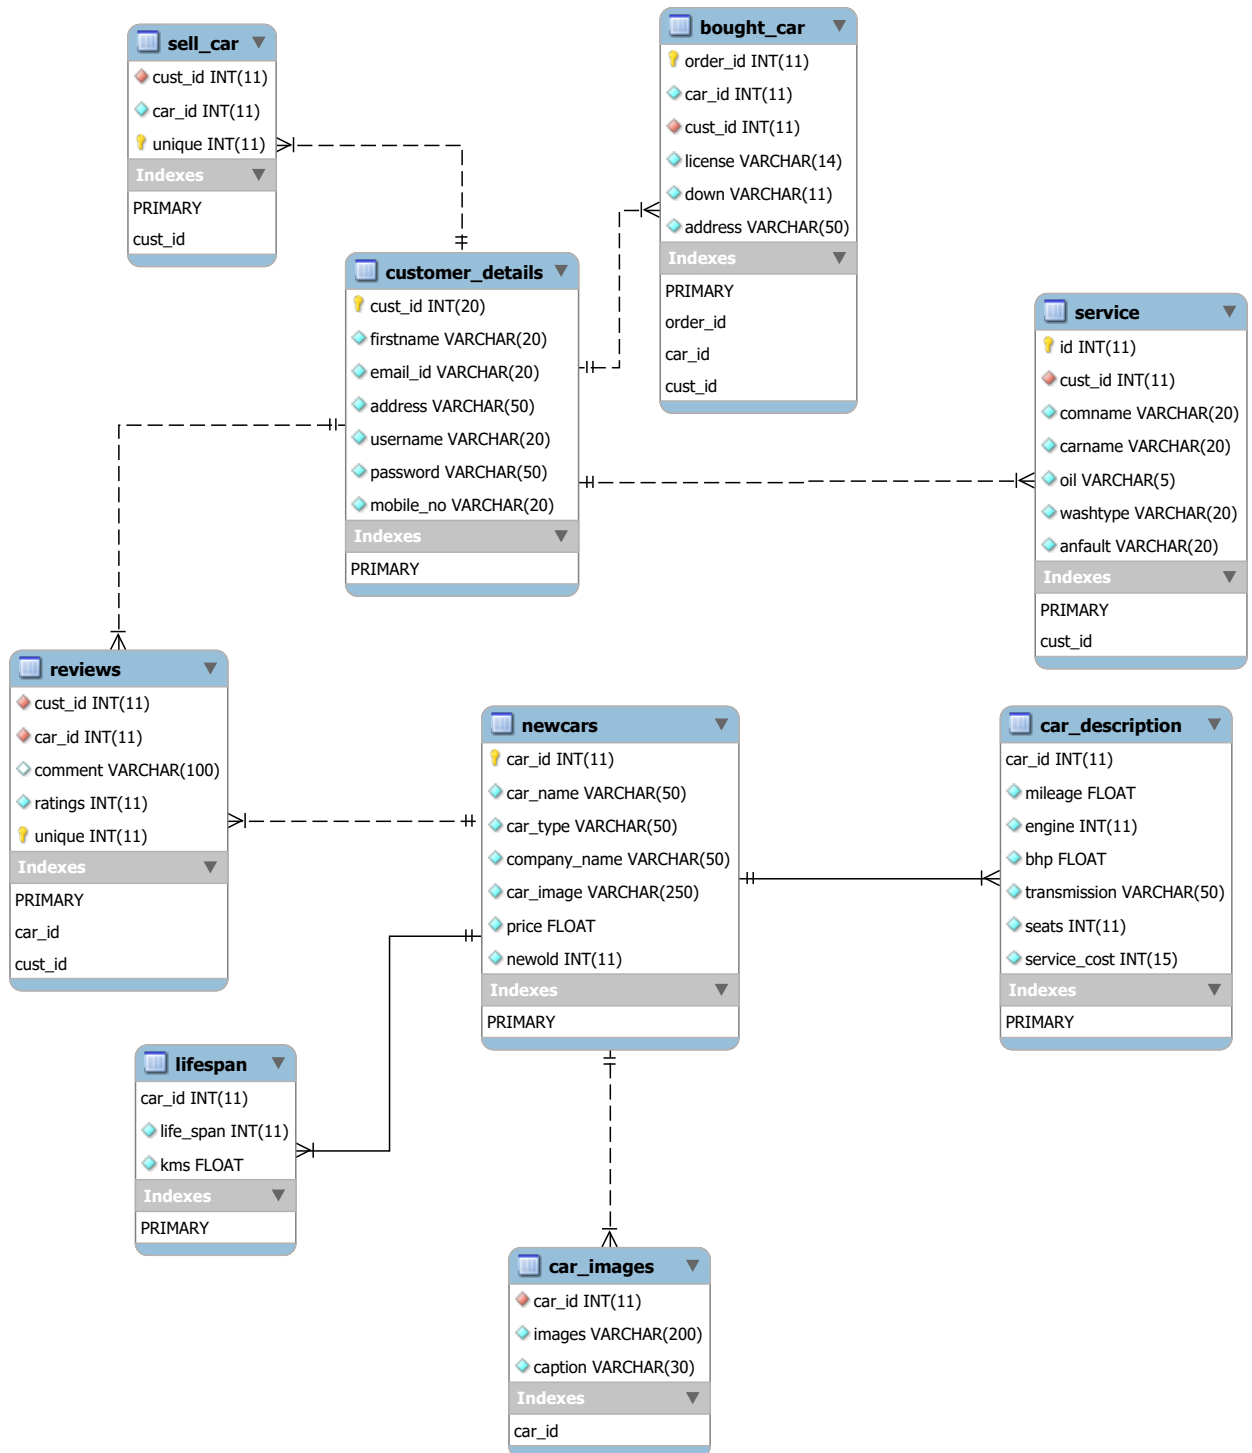 sell_car
cust_id INT(11)
car_id INT(11)
unique INT(11)
Indexes
PRIMARY
cust_id
bought_car
order_id INT(11)
car_id INT(11)
cust_id INT(11)
license VARCHAR(14)
down VARCHAR(11)
address VARCHAR(50)
Indexes
PRIMARY
order_id
car_id
cust_id
customer_details
cust_id INT(20)
firstname VARCHAR(20)
email_id VARCHAR(20)
address VARCHAR(50)
username VARCHAR(20)
password VARCHAR(50)
mobile_no VARCHAR(20)
Indexes
PRIMARY
service
id INT(11)
cust_id INT(11)
comname VARCHAR(20)
carname VARCHAR(20)
oil VARCHAR(5)
washtype VARCHAR(20)
anfault VARCHAR(20)
Indexes
PRIMARY
cust_id
reviews
cust_id INT(11)
car_id INT(11)
comment VARCHAR(100)
ratings INT(11)
unique INT(11)
Indexes
PRIMARY
car_id
cust_id
newcars
car_id INT(11)
car_name VARCHAR(50)
car_type VARCHAR(50)
company_name VARCHAR(50)
car_image VARCHAR(250)
price FLOAT
newold INT(11)
Indexes
PRIMARY
car_description
car_id INT(11)
mileage FLOAT
engine INT(11)
bhp FLOAT
transmission VARCHAR(50)
seats INT(11)
service_cost INT(15)
Indexes
PRIMARY
lifespan
car_id INT(11)
life_span INT(11)
kms FLOAT
Indexes
PRIMARY
car_images
car_id INT(11)
images VARCHAR(200)
caption VARCHAR(30)
Indexes
car_id